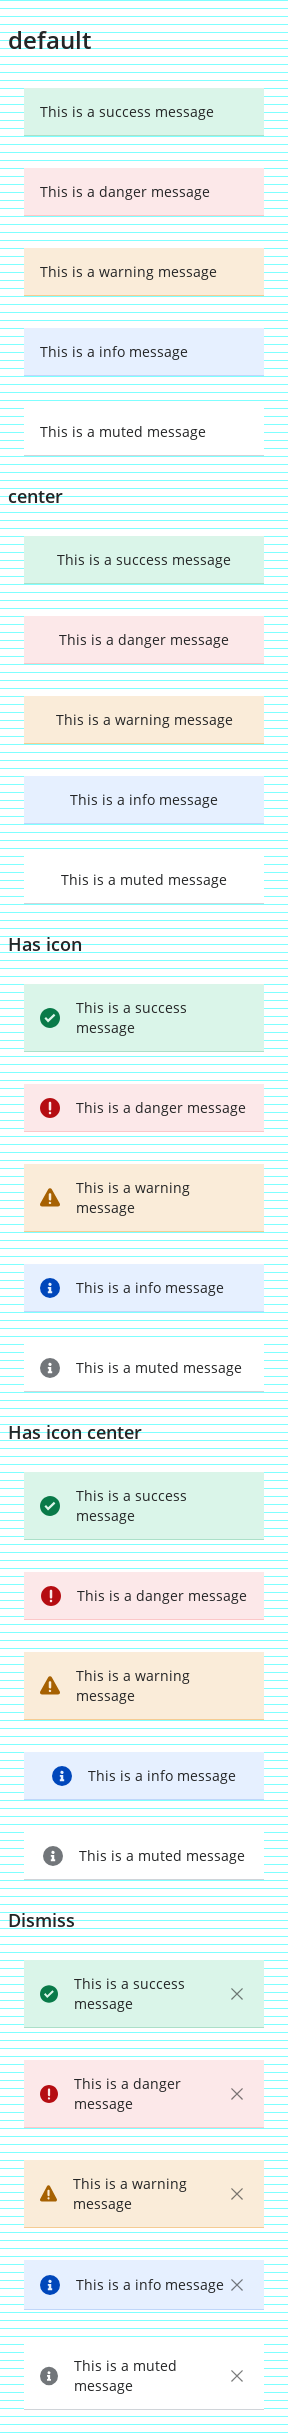 default
This is a success message
This is a danger message
This is a warning message
This is a info message
This is a muted message
center
This is a success message
This is a danger message
This is a warning message
This is a info message
This is a muted message
Has icon
This is a success
message
This is a danger message
This is a warning
message
This is a info message
This is a muted message
Has icon center
This is a success
message
This is a danger message
This is a warning
message
This is a info message
This is a muted message
Dismiss
This is a success
message
This is a danger
message
This is a warning
message
This is a info message
This is a muted
message